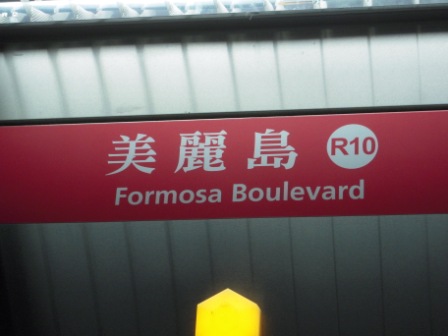 美麗島 R10
Formosa Boulevard